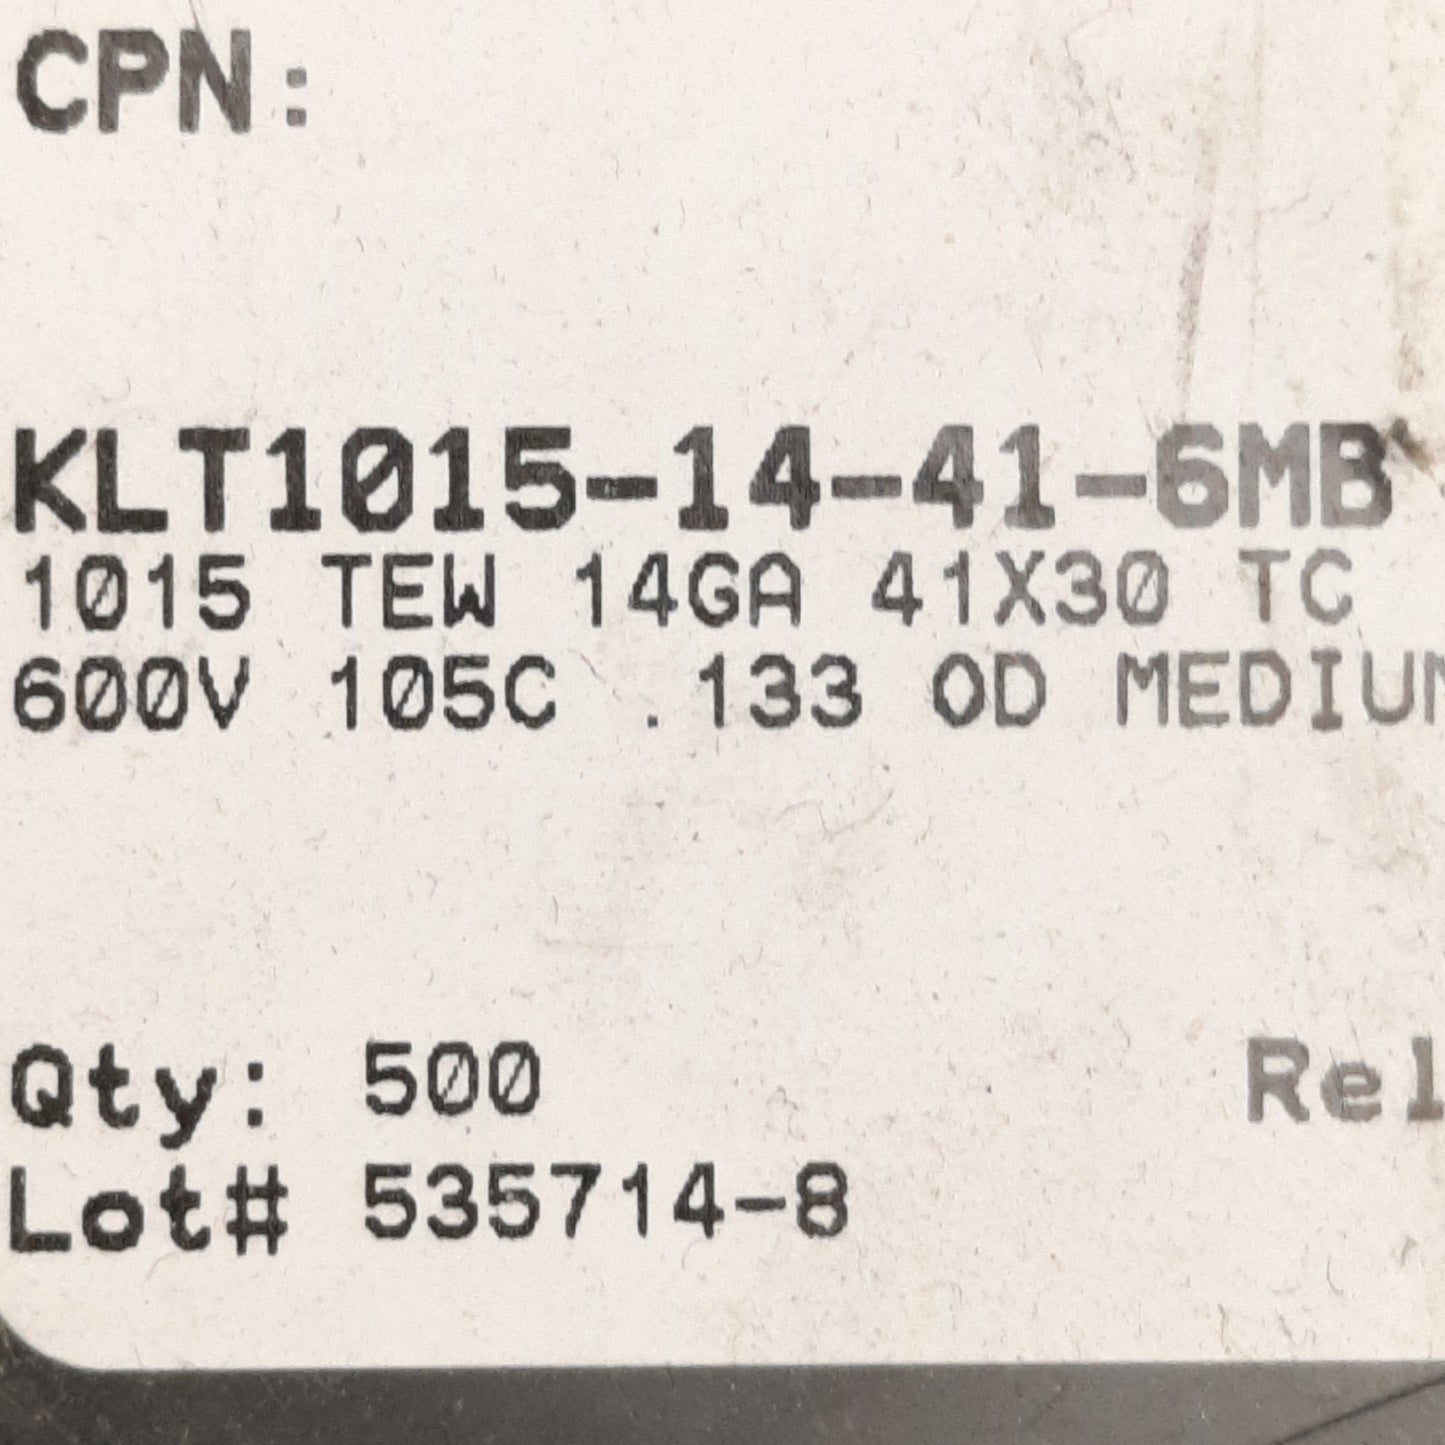 CPN:
KLT1015-14-41-6MB
1015 TEW 14GA 41X30 TC
600V 105C .133 OD MEDIUM
Qty: 500 Rel
Lot# 535714-8